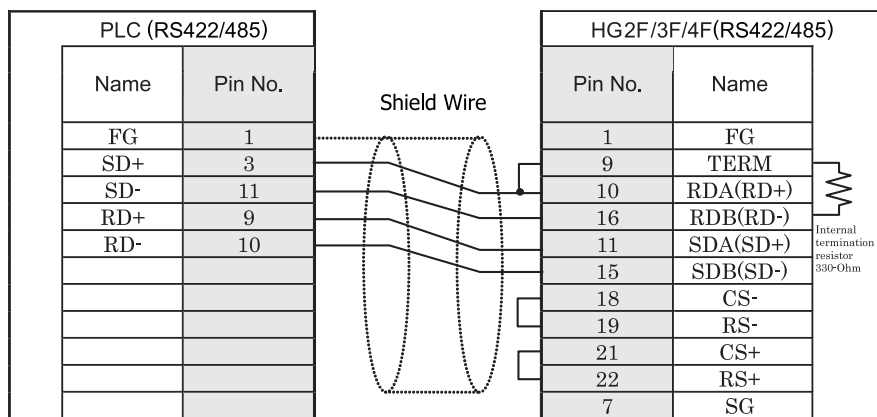 PLC (RS422/485)
HG2F/3F/4F(RS422/485)
Name Pin No.
Shield Wire
Pin No. Name
FG 1
1 FG
SD+ 3
9 TERM
SD- 11
10 RDA(RD+)
RD+ 9
16 RDB(RD-)
RD- 10
11 SDA(SD+)
15 SDB(SD-)
Internal
termination
resistor
330-Ohm
18 CS-
19 RS-
21 CS+
22 RS+
7 SG